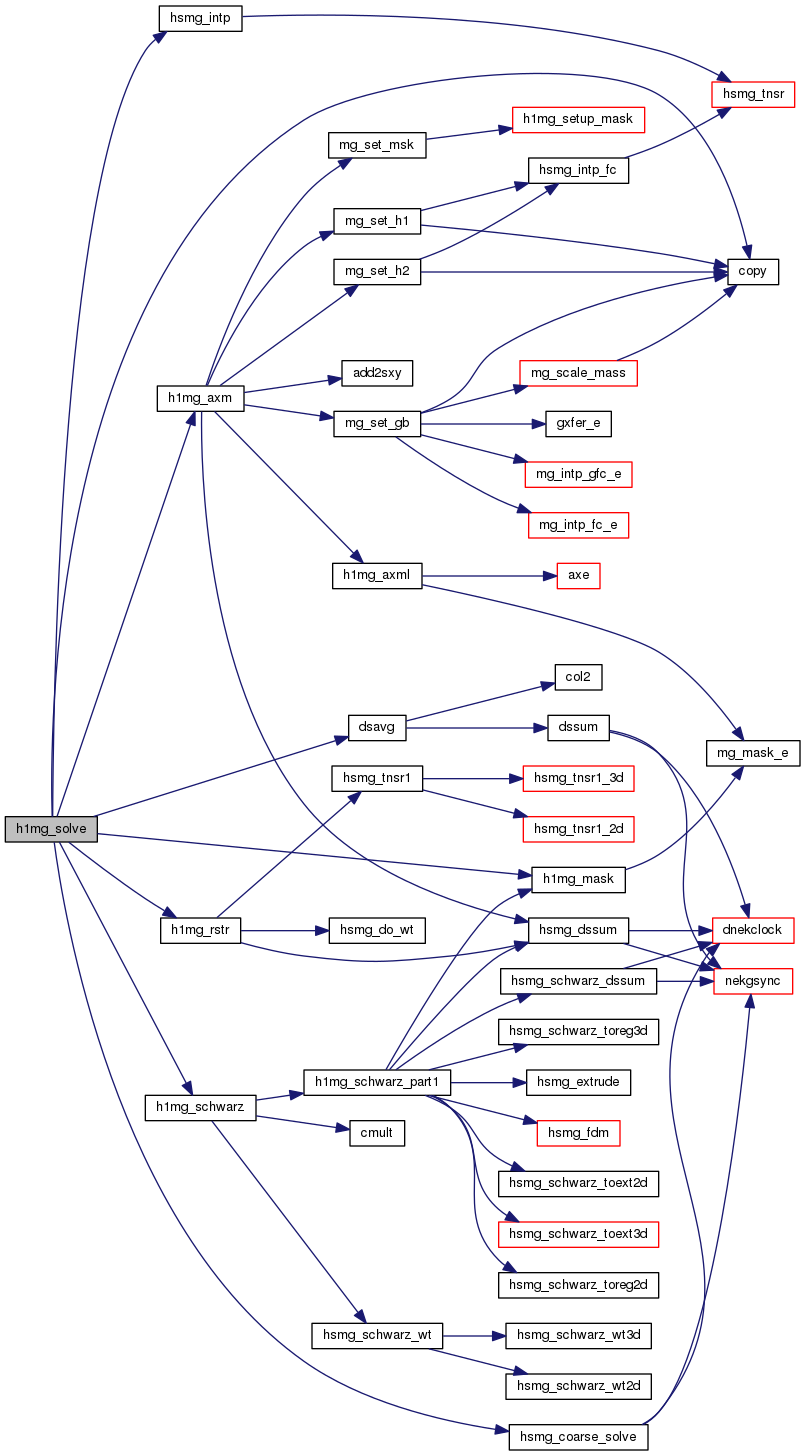 hsmg_intp
hsmg_tnsr
h1mg_setup_mask
mg_set_msk
hsmg_intp_fc
mg_set_h1
mg_set_h2
copy
add2sxy
mg_scale_mass
h1mg_axm
mg_set_gb
gxfer_e
mg_intp_gfc_e
mg_intp_fc_e
h1mg_axml
axe
col2
dsavg
dssum
mg_mask_e
hsmg_tnsr1
hsmg_tnsr1_3d
h1mg_solve
hsmg_tnsr1_2d
h1mg_mask
h1mg_rstr
hsmg_do_wt
hsmg_dssum
dnekclock
hsmg_schwarz_dssum
nekgsync
hsmg_schwarz_toreg3d
h1mg_schwarz_part1
hsmg_extrude
h1mg_schwarz
cmult
hsmg_fdm
hsmg_schwarz_toext2d
hsmg_schwarz_toext3d
hsmg_schwarz_toreg2d
hsmg_schwarz_wt
hsmg_schwarz_wt3d
hsmg_schwarz_wt2d
hsmg_coarse_solve